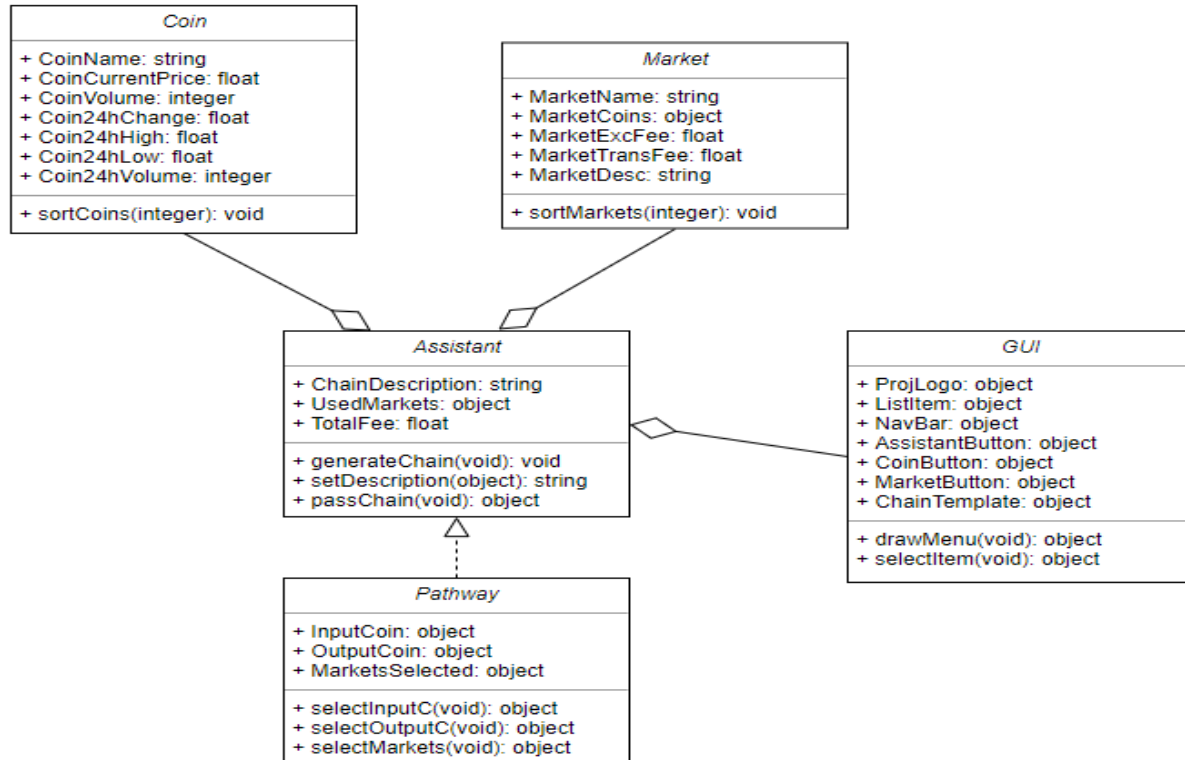 Coin
+ CoinName: string
+ CoinCurrentPrice: float
+ CoinVolume: integer
+ Coin24hChange: float
+ Coin24hHigh: float
+ Coin24hLow: float
+ Coin24hVolume: integer
+ sortCoins(integer): void
Market
+ MarketName: string
+ MarketCoins: object
+ MarketExcFee: float
+ MarketTransFee: float
+ MarketDesc: string
+ sortMarkets(integer): void
Assistant
+ ChainDescription: string
+ UsedMarkets: object
+ TotalFee: float
+ generateChain(void): void
+ setDescription(object): string
+ passChain(void): object
GUI
+ ProjLogo: object
+ ListItem: object
+ NavBar: object
+ AssistantButton: object
+ CoinButton: object
+ MarketButton: object
+ ChainTemplate: object
+ drawMenu(void): object
+ selectItem(void): object
Pathway
+ InputCoin: object
+ OutputCoin: object
+ MarketsSelected: object
+ selectInputC(void): object
+ selectOutputC(void): object
+ selectMarkets(void): object